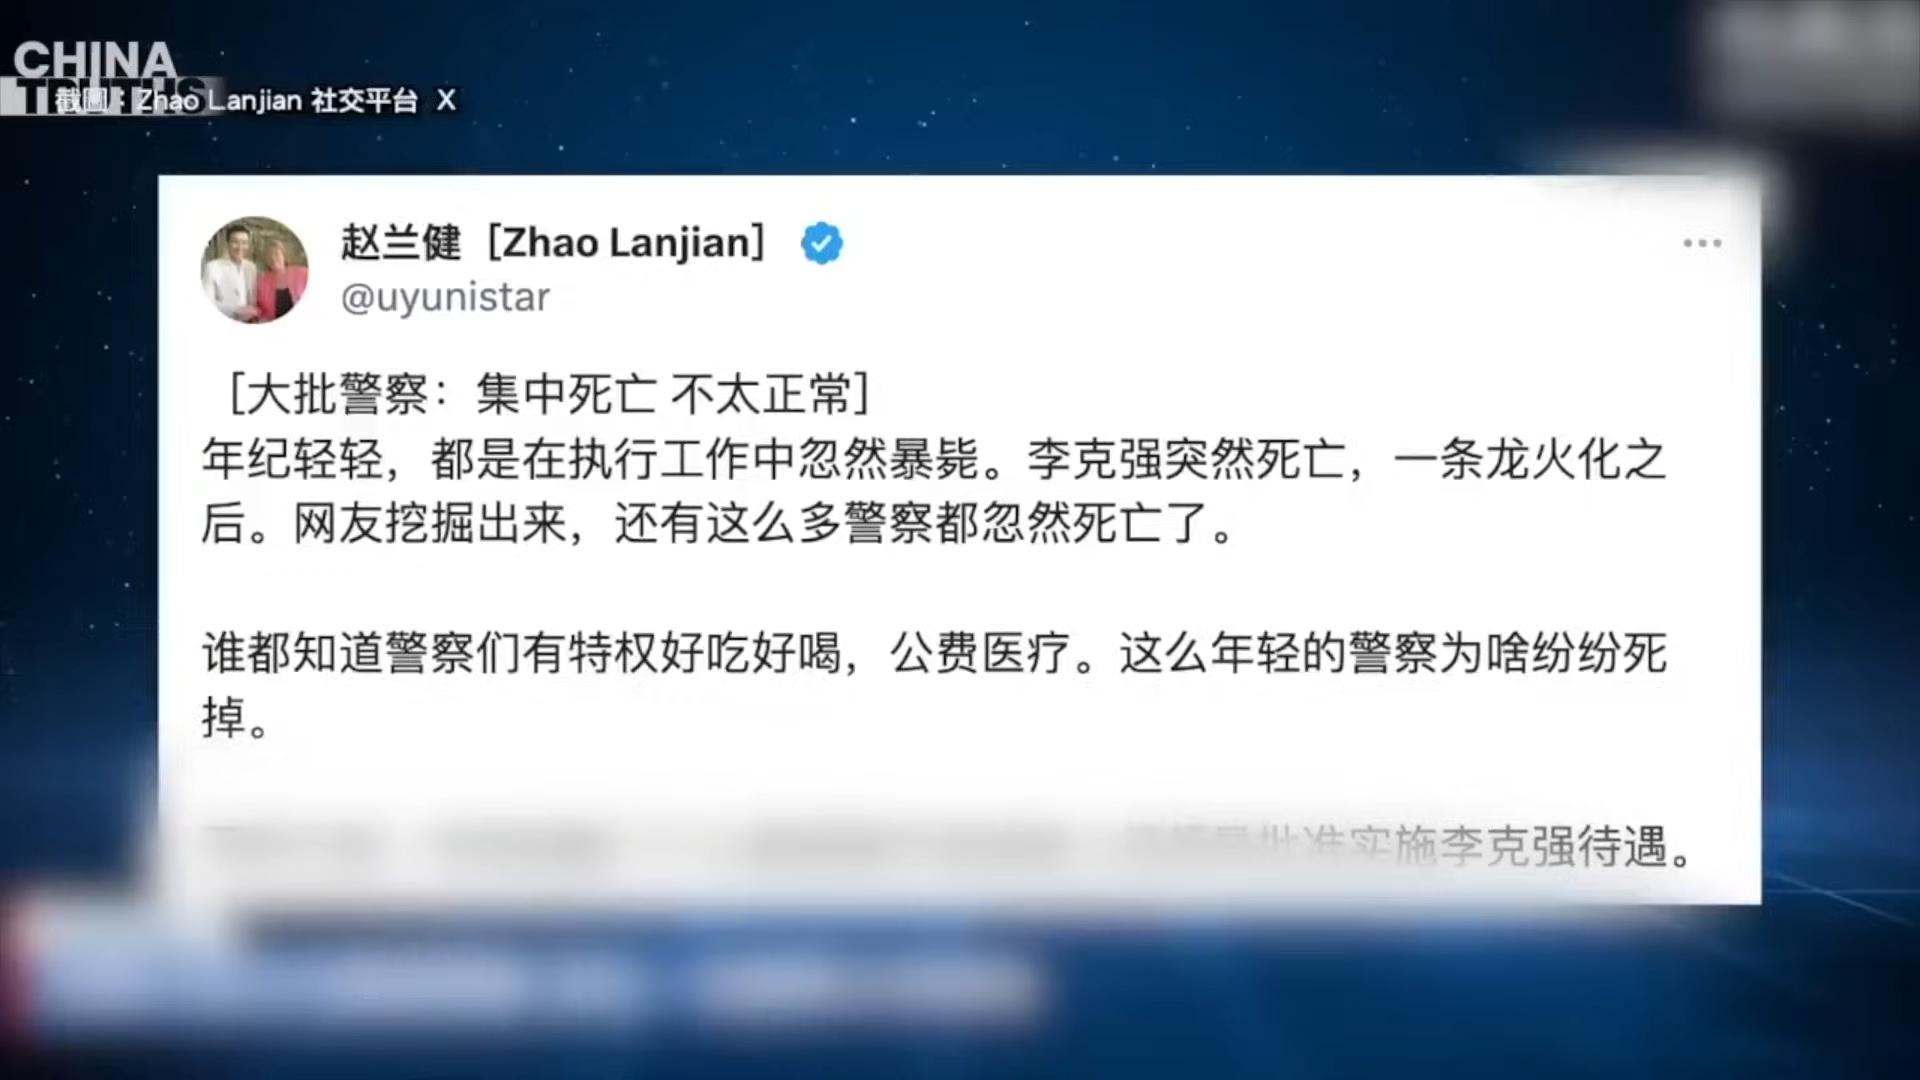 CHINA
TRUTHS
截圖：Zhao Lanjian 社交平台 X
赵兰健［Zhao Lanjian］
@uyunistar
［大批警察：集中死亡 不太正常］
年纪轻轻，都是在执行工作中忽然暴毙。李克强突然死亡，一条龙火化之
后。网友挖掘出来，还有这么多警察都忽然死亡了。
谁都知道警察们有特权好吃好喝，公费医疗。这么年轻的警察为啥纷纷死
掉。
批准实施李克强待遇。